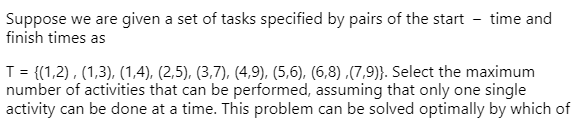 Suppose we are given a set of tasks specified by pairs of the start – time and
finish times as
T = {(1,2) , (1,3), (1,4), (2,5), (3,7), (4,9), (5,6), (6,8) ,(7,9)}. Select the maximum
number of activities that can be performed, assuming that only one single
activity can be done at a time. This problem can be solved optimally by which of